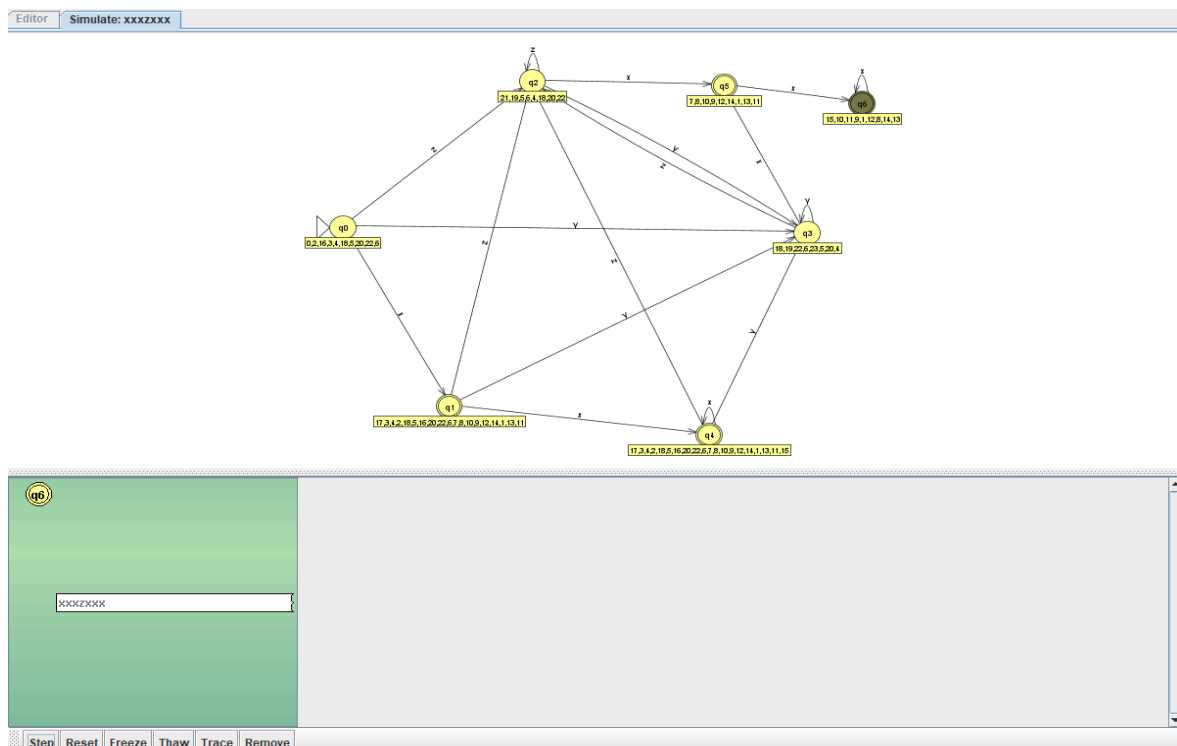 Editor
Simulate: xxxzxxx
z
q2
21,19,5,6,4,18,20,22
x
q5
7,8,10,9,12,14,1,13,11
x
x
q6
15,10,11,9,1,12,8,14,13
z
y
z
y
q0
0,2,16,3,4,18,5,20,22,6
y
q3
18,19,22,6,23,5,20,4
z
z
y
y
q1
17,3,4,2,18,5,16,20,22,6,7,8,10,9,12,14,1,13,11
x
x
q4
17,3,4,2,18,5,16,20,22,6,7,8,10,9,12,14,1,13,11,15
q6
xxxzxxx
Step Reset Freeze Thaw Trace Remove